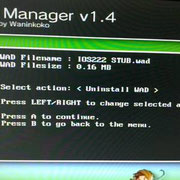 Manager v1.4
by Waninkoko
WAD Filename : IOS222 STUB.wad
WAD Filesize : 0.16 MB
Select action: < Uninstall WAD >
Press LEFT/RIGHT to change selected a
Press A to continue.
Press B to go back to the menu.